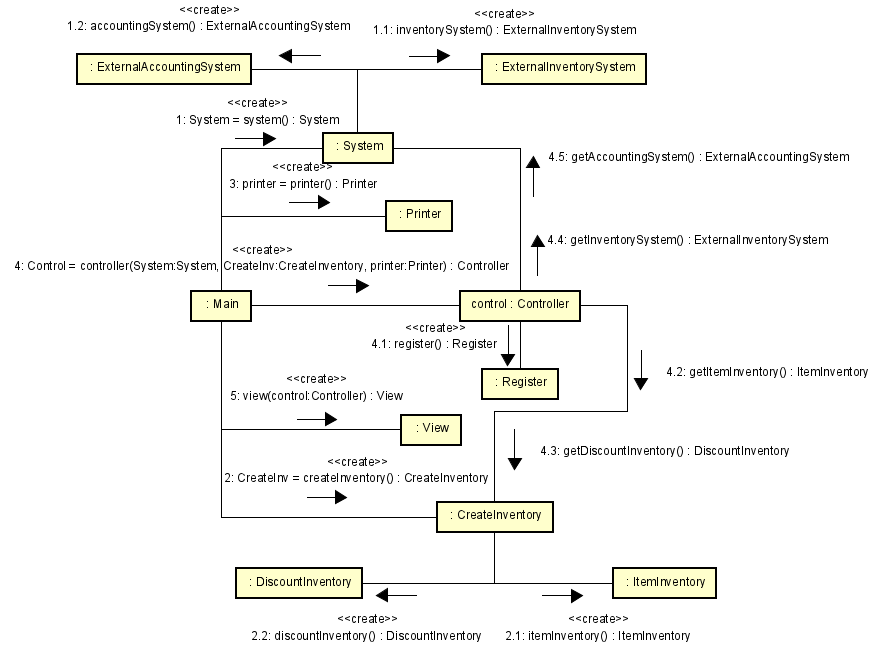 <<create>>
1.2: accountingSystem() : ExternalAccountingSystem
<<create>>
1.1: inventorySystem() : ExternalInventorySystem
: ExternalAccountingSystem
: ExternalInventorySystem
<<create>>
1: System = system() : System
: System
4.5: getAccountingSystem() : ExternalAccountingSystem
<<create>>
3: printer = printer() : Printer
: Printer
4.4: getInventorySystem() : ExternalInventorySystem
<<create>>
4: Control = controller(System:System, CreateInv:CreateInventory, printer:Printer) : Controller
: Main
control : Controller
<<create>>
4.1: register() : Register
: Register
4.2: getItemInventory() : ItemInventory
<<create>>
5: view(control:Controller) : View
: View
4.3: getDiscountInventory() : DiscountInventory
<<create>>
2: CreateInv = createInventory() : CreateInventory
: CreateInventory
: DiscountInventory
: ItemInventory
<<create>>
2.2: discountInventory() : DiscountInventory
<<create>>
2.1: itemInventory() : ItemInventory